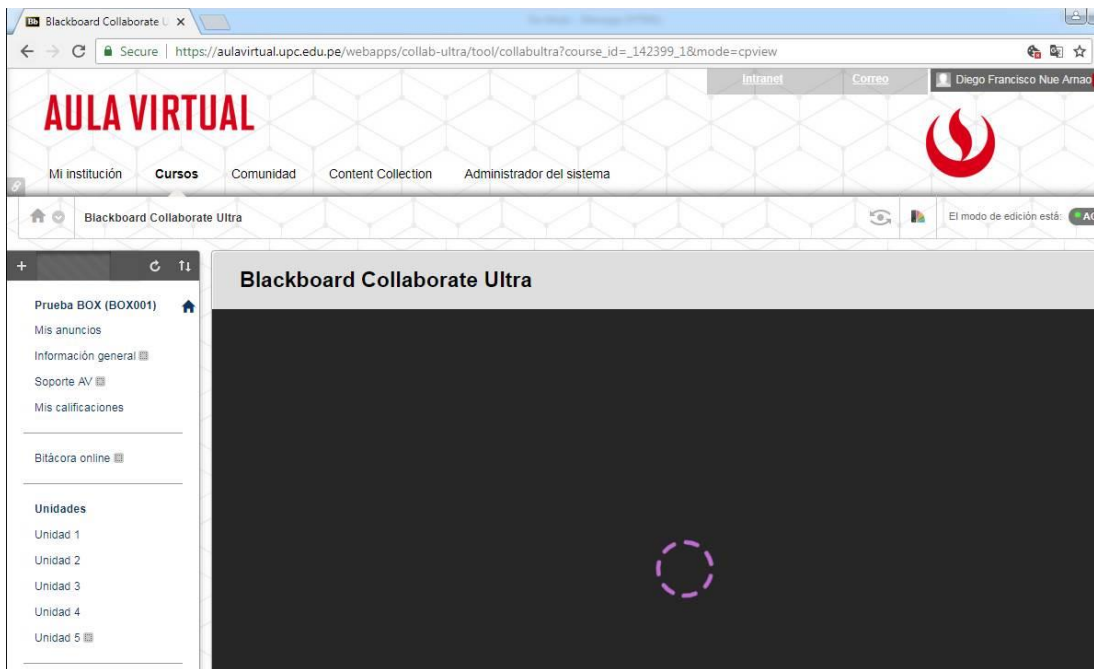 Blackboard Collaborate U
Secure | https://aulavirtual.upc.edu.pe/webapps/collab-ultra/tool/collabultra?course_id=_142399_1&mode=cpview
Intranet Correo Diego Francisco Nue Arnao
AULA VIRTUAL
Mi institución Cursos Comunidad Content Collection Administrador del sistema
Blackboard Collaborate Ultra El modo de edición está: AC
Blackboard Collaborate Ultra
Prueba BOX (BOX001)
Mis anuncios
Información general
Soporte AV
Mis calificaciones
Bitácora online
Unidades
Unidad 1
Unidad 2
Unidad 3
Unidad 4
Unidad 5